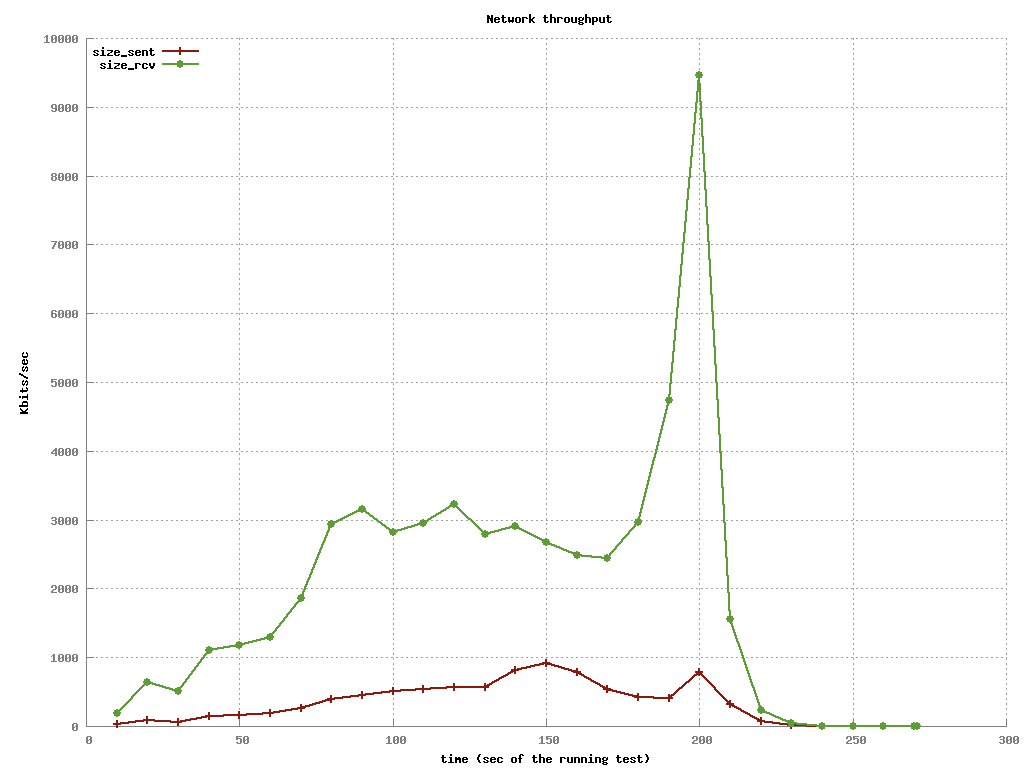 Network throughput
size_sent
size_rcv
10000
9000
8000
7000
6000
5000
4000
3000
2000
1000
0
Kbits/sec
0 50 100 150 200 250 300
time (sec of the running test)